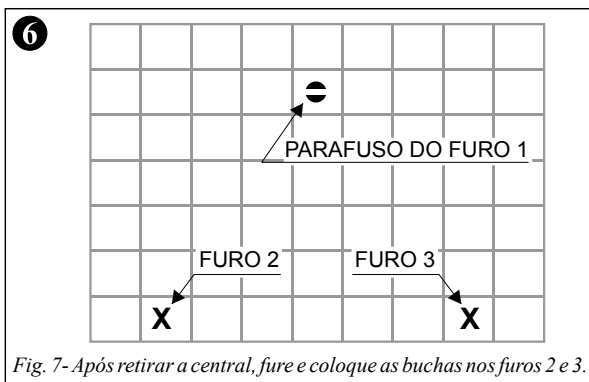 6
PARAFUSO DO FURO 1
FURO 2
FURO 3
X
X
Fig. 7- Após retirar a central, fure e coloque as buchas nos furos 2 e 3.